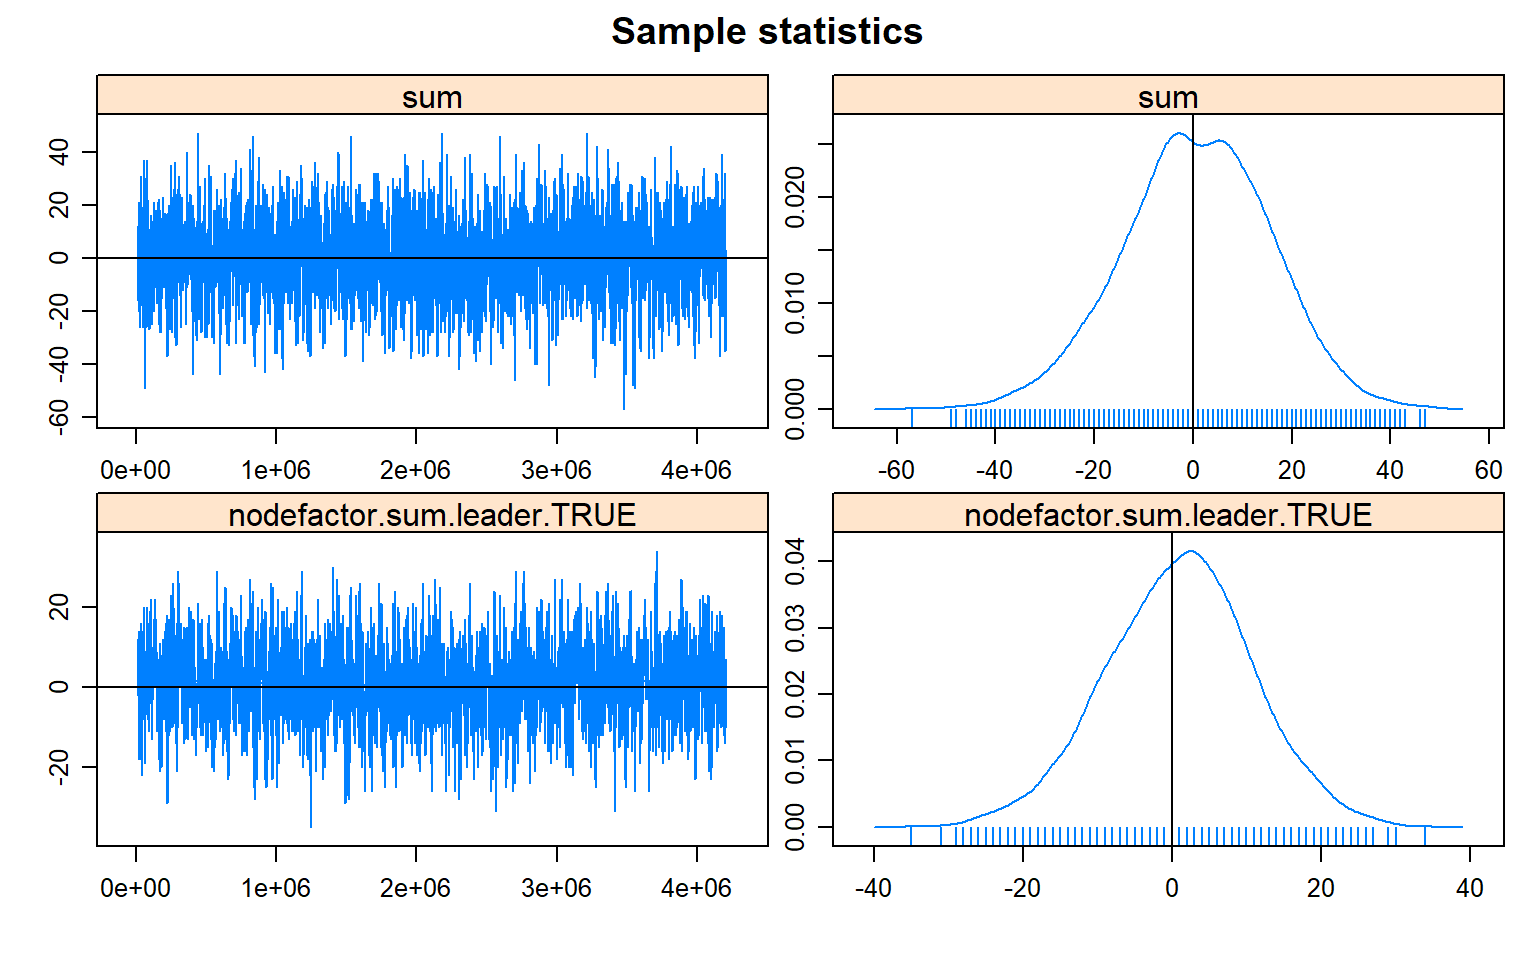 Sample statistics
sum
sum
40
20
0
-20
-40
-60
0.020
0.010
0.000
0e+00 1e+06 2e+06 3e+06 4e+06
-60 -40 -20 0 20 40 60
nodefactor.sum.leader.TRUE
nodefactor.sum.leader.TRUE
20
0
-20
0.04
0.03
0.02
0.01
0.00
0e+00 1e+06 2e+06 3e+06 4e+06
-40 -20 0 20 40